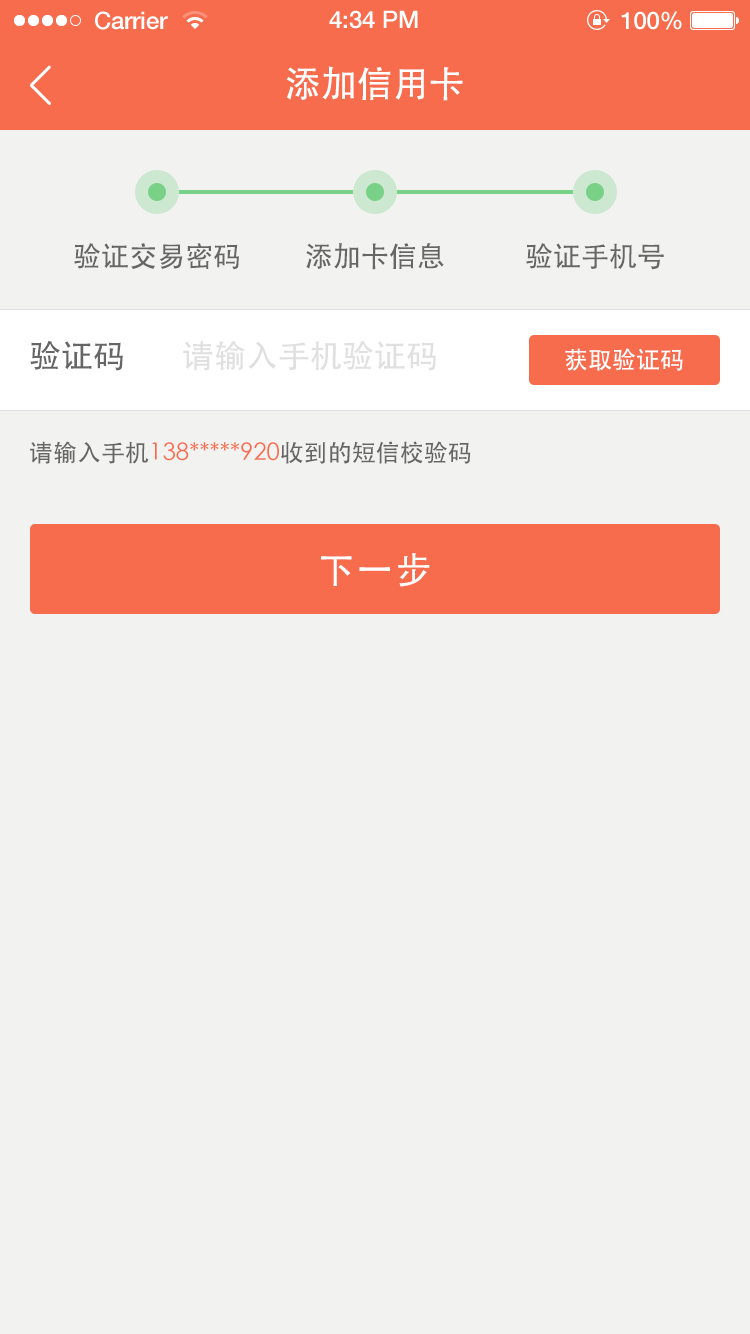 Carrier 4:34 PM 100%
添加信用卡
验证交易密码 添加卡信息 验证手机号
验证码 请输入手机验证码 获取验证码
请输入手机138*****920收到的短信校验码
下一步